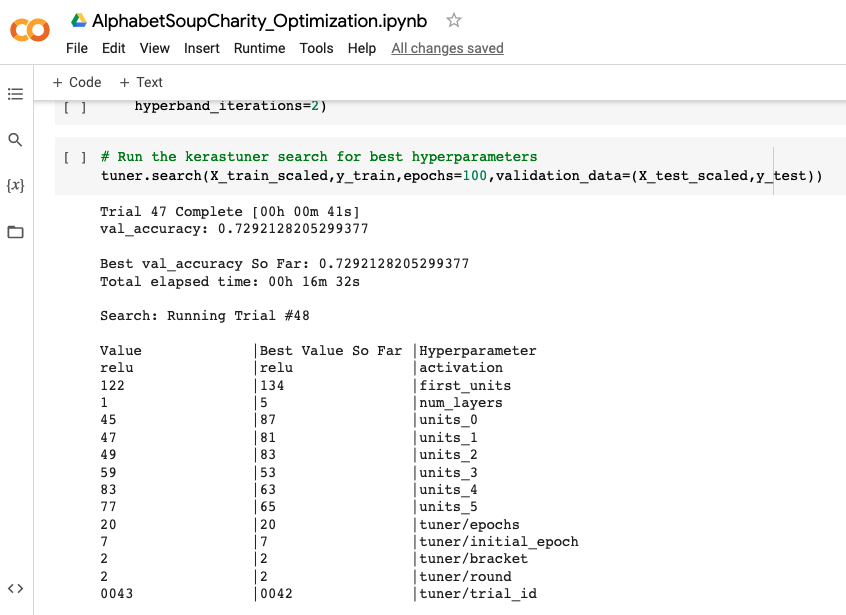 AlphabetSoupCharity_Optimization.ipynb
File Edit View Insert Runtime Tools Help All changes saved
+ Code + Text
[ ] hyperband_iterations=2)
[ ] # Run the kerastuner search for best hyperparameters
tuner.search(X_train_scaled,y_train,epochs=100,validation_data=(X_test_scaled,y_test))
Trial 47 Complete [00h 00m 41s]
val_accuracy: 0.7292128205299377
Best val_accuracy So Far: 0.7292128205299377
Total elapsed time: 00h 16m 32s
Search: Running Trial #48
Value |Best Value So Far |Hyperparameter
relu |relu |activation
122 |134 |first_units
1 |5 |num_layers
45 |87 |units_0
47 |81 |units_1
49 |83 |units_2
59 |53 |units_3
83 |63 |units_4
77 |65 |units_5
20 |20 |tuner/epochs
7 |7 |tuner/initial_epoch
2 |2 |tuner/bracket
2 |2 |tuner/round
0043 |0042 |tuner/trial_id
{x}
<>